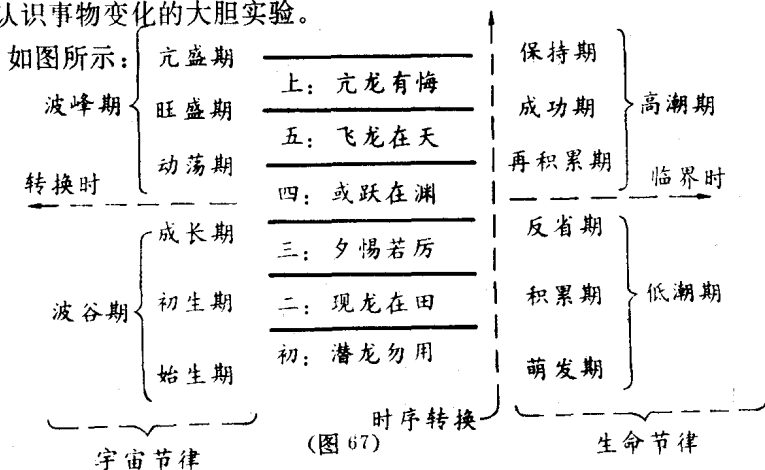 认识事物变化的大胆实验。
如图所示：
亢盛期
波峰期 旺盛期
动荡期
转换时
成长期
波谷期 初生期
始生期
宇宙节律
上：亢龙有悔
五：飞龙在天
四：或跃在渊
三：夕惕若厉
二：现龙在田
初：潜龙勿用
时序转换
(图 67)
保持期
成功期 高潮期
再积累期
临界时
反省期
积累期 低潮期
萌发期
生命节律